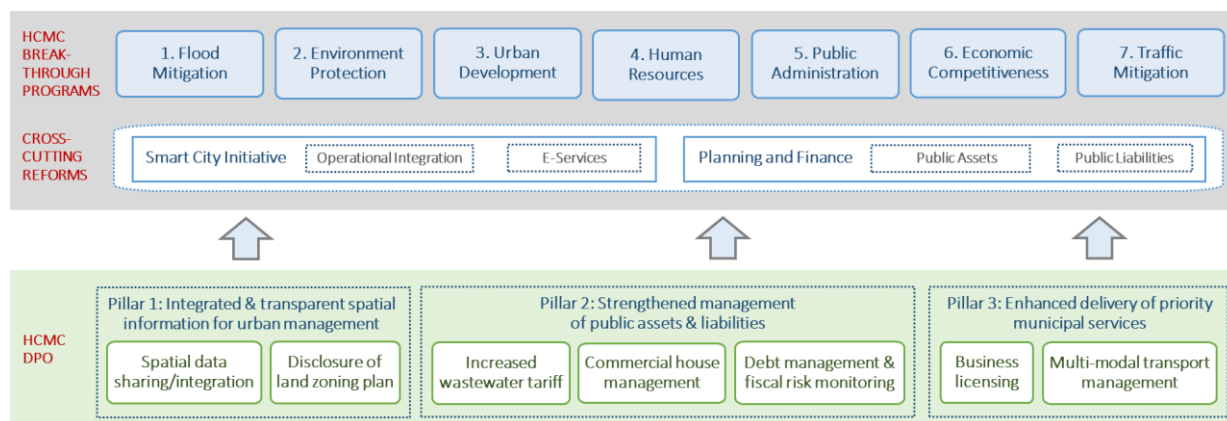 HCMC
BREAK-
THROUGH
PROGRAMS
1. Flood
Mitigation
2. Environment
Protection
3. Urban
Development
4. Human
Resources
5. Public
Administration
6. Economic
Competitiveness
7. Traffic
Mitigation
CROSS-
CUTTING
REFORMS
Smart City Initiative
Operational Integration
E-Services
Planning and Finance
Public Assets
Public Liabilities
HCMC
DPO
Pillar 1: Integrated & transparent spatial
information for urban management
Spatial data
sharing/integration
Disclosure of
land zoning plan
Pillar 2: Strengthened management
of public assets & liabilities
Increased
wastewater tariff
Commercial house
management
Debt management &
fiscal risk monitoring
Pillar 3: Enhanced delivery of priority
municipal services
Business
licensing
Multi-modal transport
management